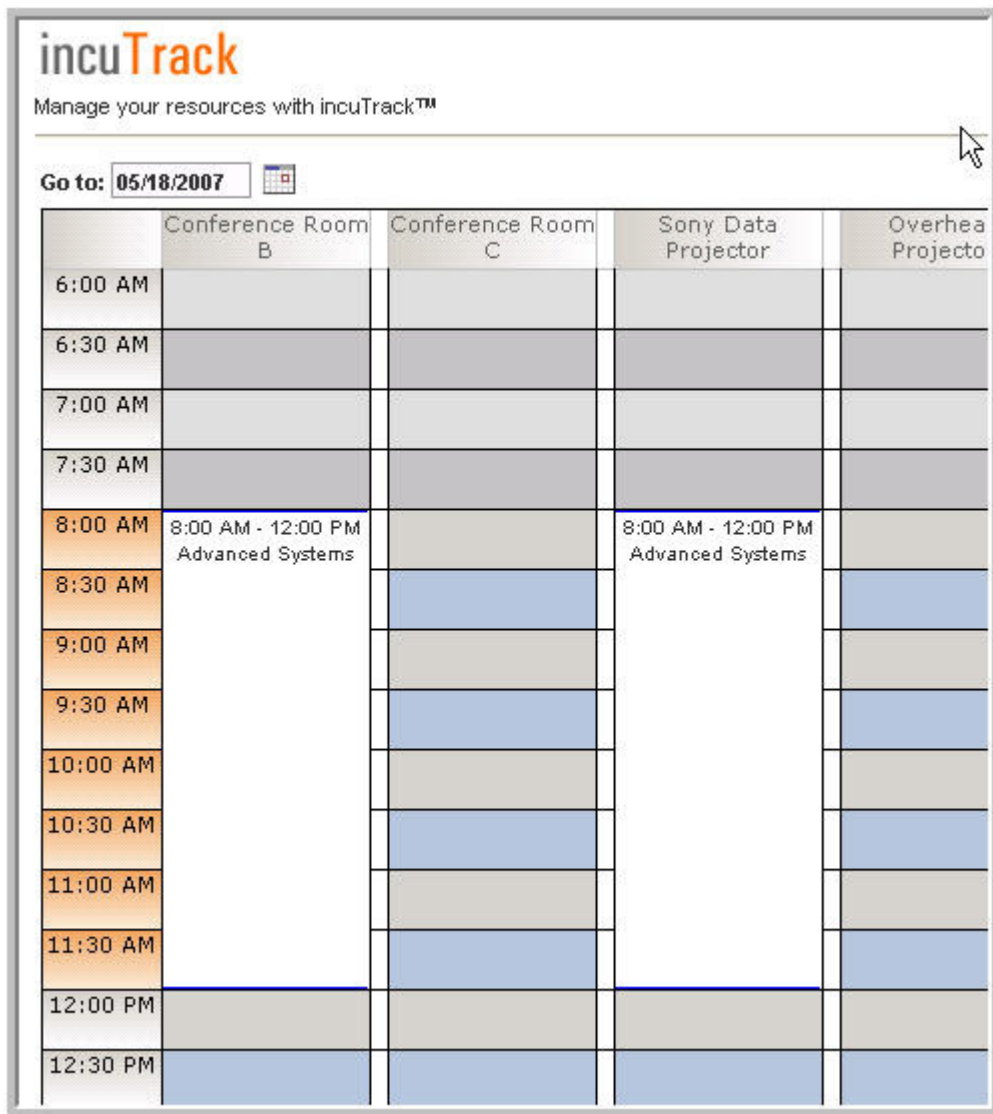 incuTrack
Manage your resources with incuTrack™
Go to: 05/18/2007
Conference Room Conference Room Sony Data Overhea
B C Projector Projecto
6:00 AM
6:30 AM
7:00 AM
7:30 AM
8:00 AM 8:00 AM - 12:00 PM 8:00 AM - 12:00 PM
Advanced Systems Advanced Systems
8:30 AM
9:00 AM
9:30 AM
10:00 AM
10:30 AM
11:00 AM
11:30 AM
12:00 PM
12:30 PM